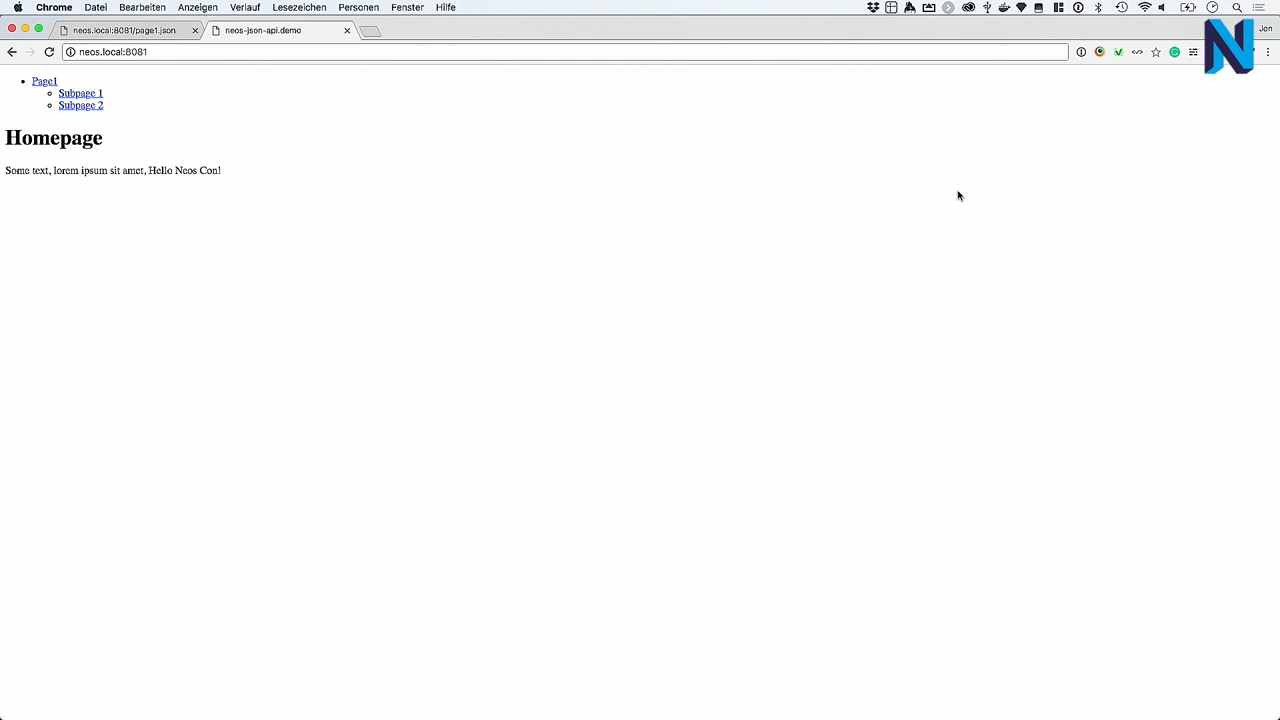 Chrome Datei Bearbeiten Anzeigen Verlauf Lesezeichen Personen Fenster Hilfe
neos.local:8081/page1.json neos-json-api.demo Jon
neos.local:8081
Page1
Subpage 1
Subpage 2
Homepage
Some text, lorem ipsum sit amet, Hello Neos Con!